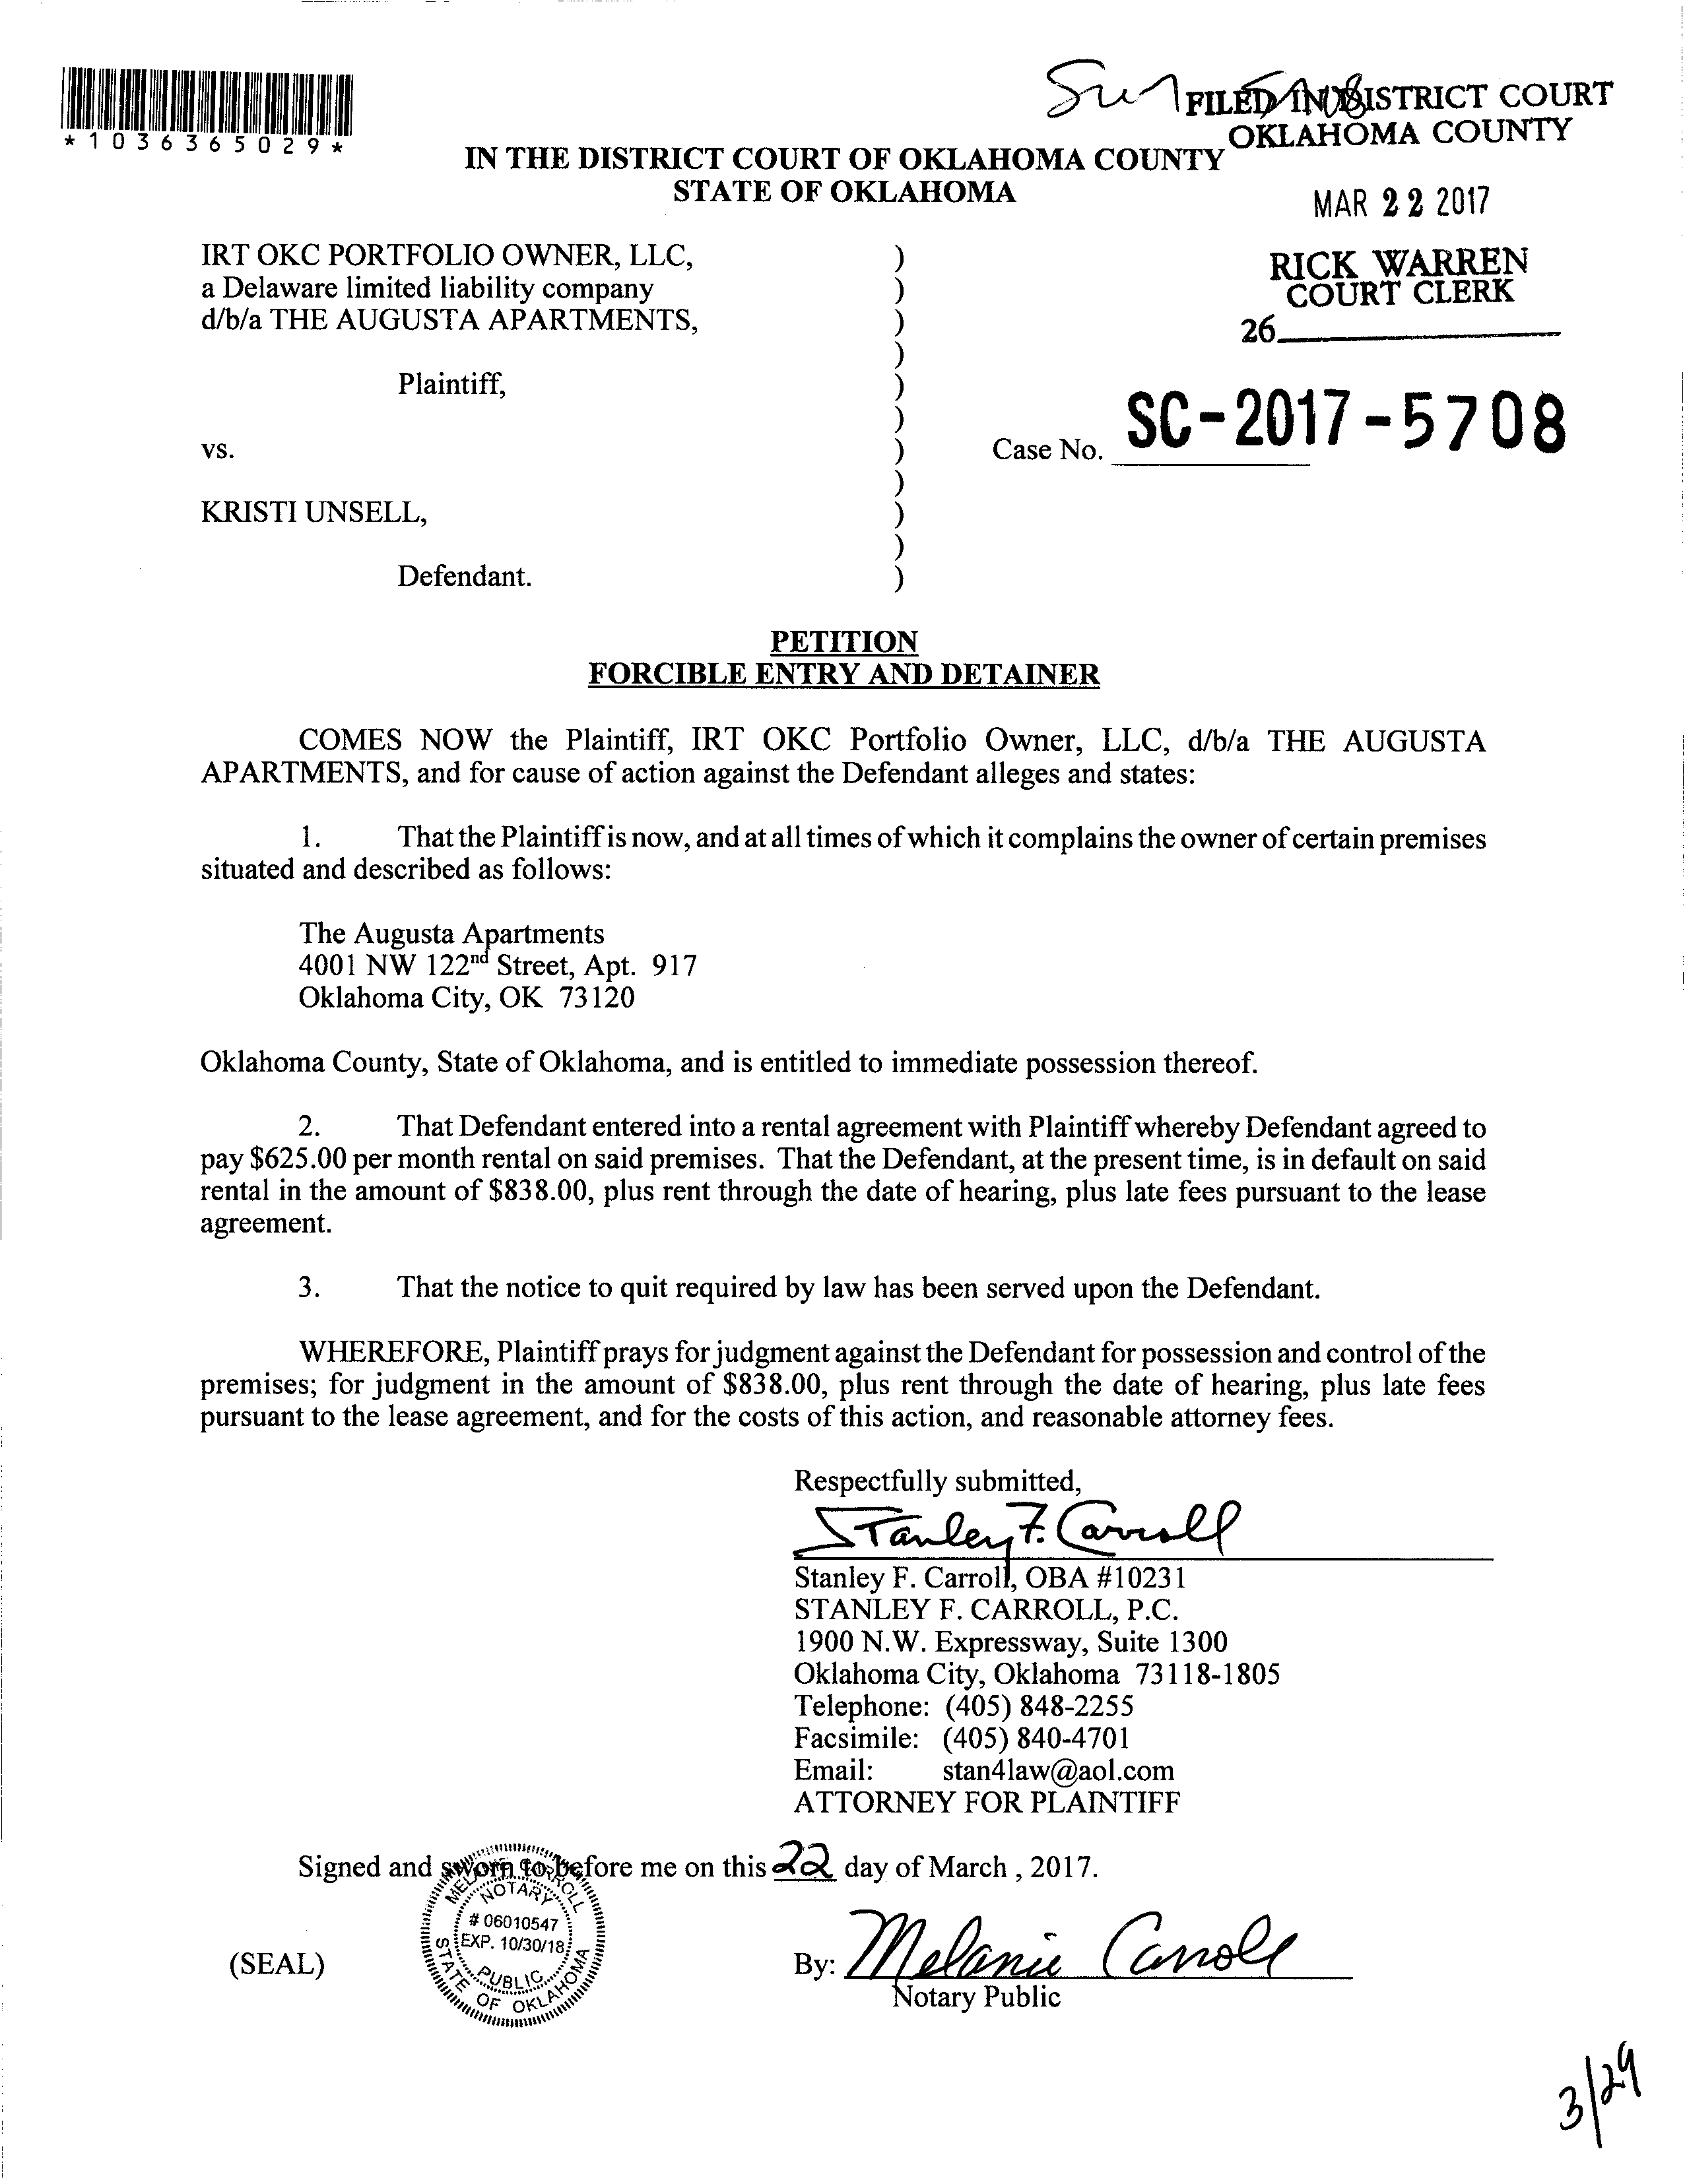 *1036365029*
FILED IN DISTRICT COURT
OKLAHOMA COUNTY
IN THE DISTRICT COURT OF OKLAHOMA COUNTY
STATE OF OKLAHOMA
MAR 22 2017
RICK WARREN
COURT CLERK
26
IRT OKC PORTFOLIO OWNER, LLC, )
a Delaware limited liability company )
d/b/a THE AUGUSTA APARTMENTS, )
)
Plaintiff, )
)
vs. ) Case No. SC-2017-5708
)
KRISTI UNSELL, )
)
Defendant. )
PETITION
FORCIBLE ENTRY AND DETAINER
COMES NOW the Plaintiff, IRT OKC Portfolio Owner, LLC, d/b/a THE AUGUSTA
APARTMENTS, and for cause of action against the Defendant alleges and states:
1. That the Plaintiff is now, and at all times of which it complains the owner of certain premises
situated and described as follows:
The Augusta Apartments
4001 NW 122nd Street, Apt. 917
Oklahoma City, OK 73120
Oklahoma County, State of Oklahoma, and is entitled to immediate possession thereof.
2. That Defendant entered into a rental agreement with Plaintiff whereby Defendant agreed to
pay $625.00 per month rental on said premises. That the Defendant, at the present time, is in default on said
rental in the amount of $838.00, plus rent through the date of hearing, plus late fees pursuant to the lease
agreement.
3. That the notice to quit required by law has been served upon the Defendant.
WHEREFORE, Plaintiff prays for judgment against the Defendant for possession and control of the
premises; for judgment in the amount of $838.00, plus rent through the date of hearing, plus late fees
pursuant to the lease agreement, and for the costs of this action, and reasonable attorney fees.
Respectfully submitted,
Stanley F. Carroll
Stanley F. Carroll, OBA #10231
STANLEY F. CARROLL, P.C.
1900 N.W. Expressway, Suite 1300
Oklahoma City, Oklahoma 73118-1805
Telephone: (405) 848-2255
Facsimile: (405) 840-4701
Email: stan4law@aol.com
ATTORNEY FOR PLAINTIFF
Signed and sworn to before me on this 22 day of March , 2017.
MELANIE CARROLL
NOTARY
# 06010547
EXP. 10/30/18
PUBLIC
STATE OF OKLAHOMA
(SEAL)
By: Melanie Carroll
Notary Public
3/29